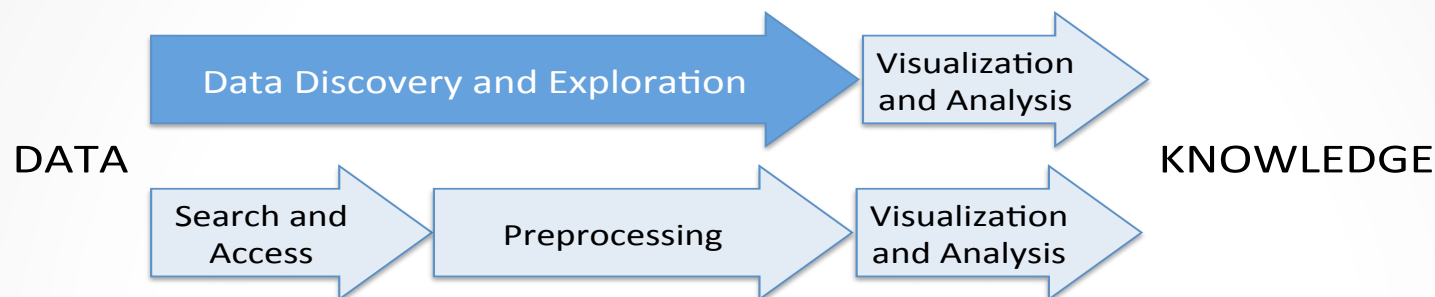 Data Discovery and Exploration
Visualization
and Analysis
DATA
KNOWLEDGE
Search and
Access
Preprocessing
Visualization
and Analysis